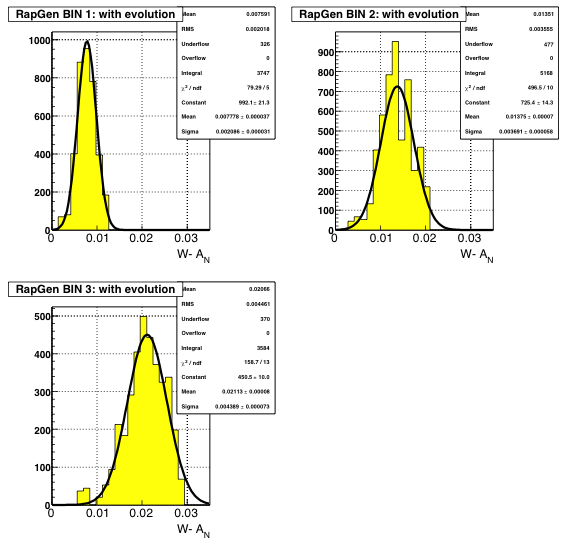 RapGen BIN 1: with evolution
Mean 0.007591
RMS 0.002018
Underflow 326
Overflow 0
Integral 3747
χ² / ndf 79.29 / 5
Constant 992.1 ± 21.3
Mean 0.007778 ± 0.000037
Sigma 0.002086 ± 0.000031
1000
800
600
400
200
0
0 0.01 0.02 0.03
W- A_N
RapGen BIN 2: with evolution
Mean 0.01351
RMS 0.003555
Underflow 477
Overflow 0
Integral 5168
χ² / ndf 496.5 / 10
Constant 725.4 ± 14.3
Mean 0.01375 ± 0.00007
Sigma 0.003691 ± 0.000058
900
800
700
600
500
400
300
200
100
0
0 0.01 0.02 0.03
W- A_N
RapGen BIN 3: with evolution
Mean 0.02066
RMS 0.004461
Underflow 370
Overflow 0
Integral 3584
χ² / ndf 158.7 / 13
Constant 450.5 ± 10.0
Mean 0.02113 ± 0.00008
Sigma 0.004389 ± 0.000073
500
400
300
200
100
0
0 0.01 0.02 0.03
W- A_N